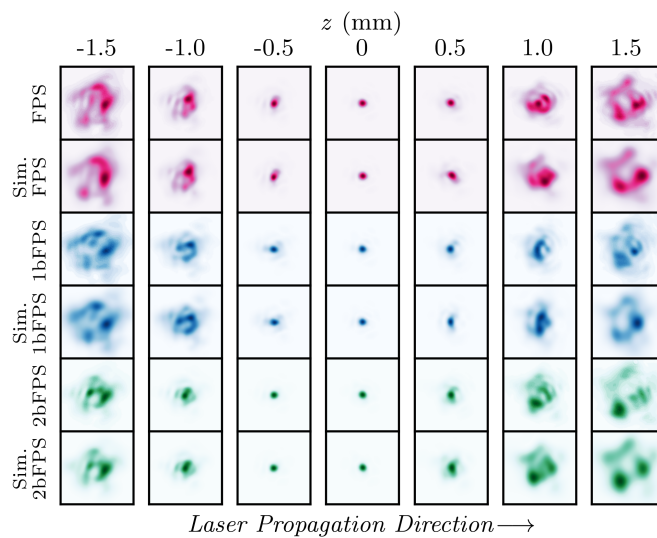 z (mm)
-1.5 -1.0 -0.5 0 0.5 1.0 1.5
FPS
Sim.
FPS
1bFPS
Sim.
1bFPS
2bFPS
Sim.
2bFPS
Laser Propagation Direction→